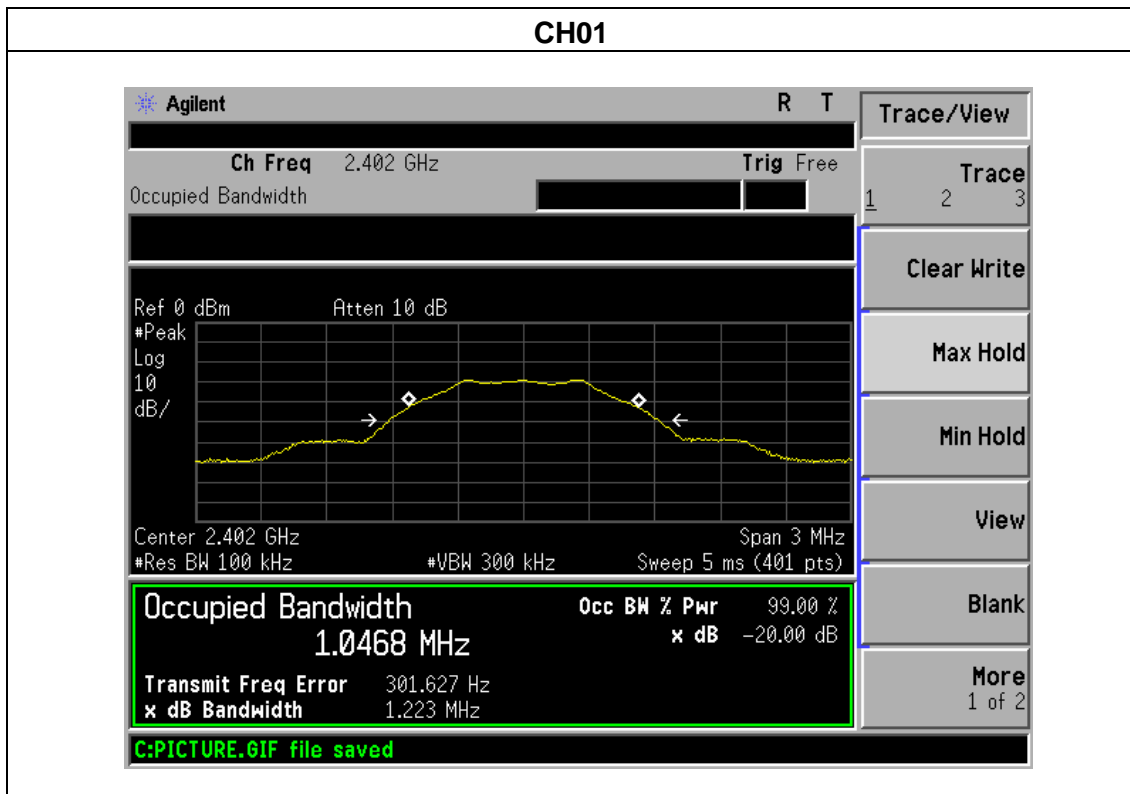 CH01
Agilent R T
Trace/View
Ch Freq 2.402 GHz Trig Free
Occupied Bandwidth
Trace
1 2 3
Clear Write
Max Hold
Min Hold
View
Blank
More
1 of 2
Ref 0 dBm Atten 10 dB
#Peak
Log
10
dB/
Center 2.402 GHz Span 3 MHz
#Res BW 100 kHz #VBW 300 kHz Sweep 5 ms (401 pts)
Occupied Bandwidth Occ BW % Pwr 99.00 %
1.0468 MHz x dB -20.00 dB
Transmit Freq Error 301.627 Hz
x dB Bandwidth 1.223 MHz
C:PICTURE.GIF file saved